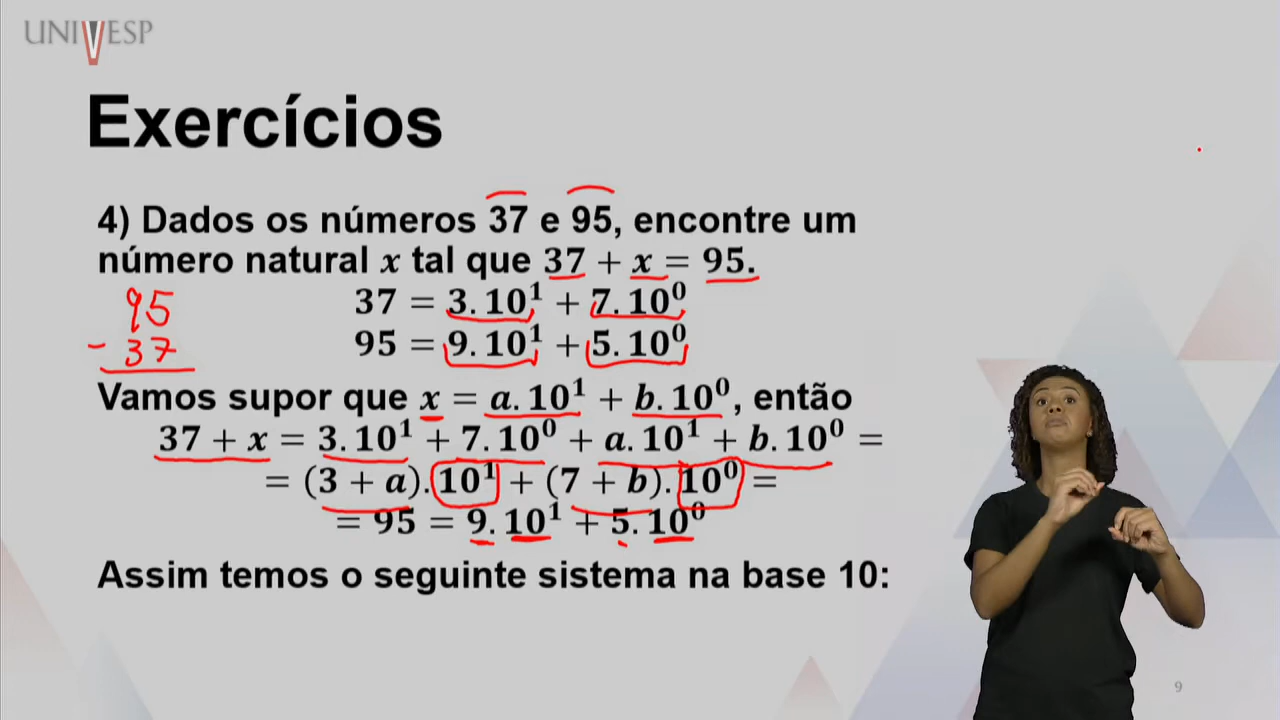 UNIVESP
Exercícios
4) Dados os números 37 e 95, encontre um
número natural x tal que 37 + x = 95.
95
- 37
37 = 3. 10¹ + 7. 10⁰
95 = 9. 10¹ + 5. 10⁰
Vamos supor que x = a. 10¹ + b. 10⁰, então
37 + x = 3. 10¹ + 7. 10⁰ + a. 10¹ + b. 10⁰ =
= (3 + a). 10¹ + (7 + b). 10⁰ =
= 95 = 9. 10¹ + 5. 10⁰
Assim temos o seguinte sistema na base 10:
9